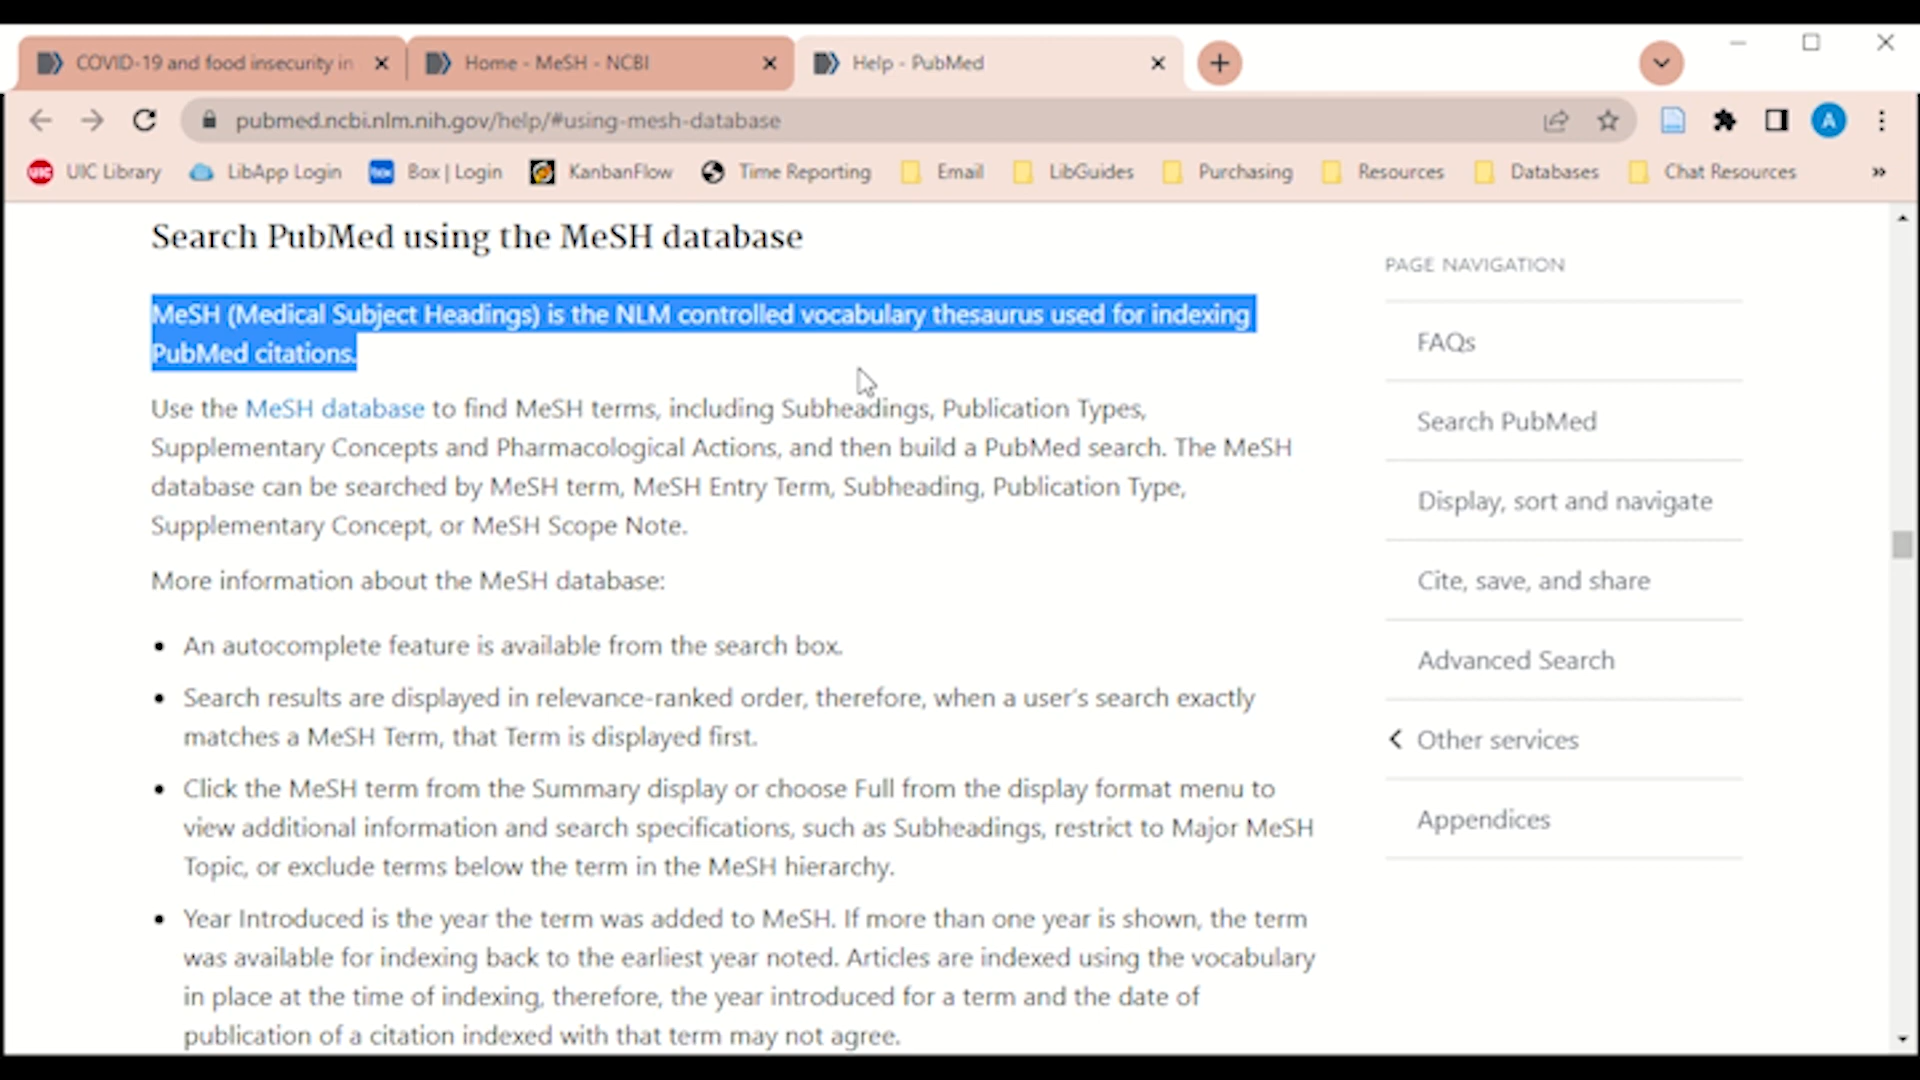 COVID-19 and food insecurity in
Home - MeSH - NCBI
Help - PubMed
pubmed.ncbi.nlm.nih.gov/help/#using-mesh-database
A
UIC
UIC Library
LibApp Login
box
Box | Login
KanbanFlow
Time Reporting
Email
LibGuides
Purchasing
Resources
Databases
Chat Resources
»
Search PubMed using the MeSH database
MeSH (Medical Subject Headings) is the NLM controlled vocabulary thesaurus used for indexing
PubMed citations.
Use the MeSH database to find MeSH terms, including Subheadings, Publication Types,
Supplementary Concepts and Pharmacological Actions, and then build a PubMed search. The MeSH
database can be searched by MeSH term, MeSH Entry Term, Subheading, Publication Type,
Supplementary Concept, or MeSH Scope Note.
More information about the MeSH database:
• An autocomplete feature is available from the search box.
• Search results are displayed in relevance-ranked order, therefore, when a user's search exactly
matches a MeSH Term, that Term is displayed first.
• Click the MeSH term from the Summary display or choose Full from the display format menu to
view additional information and search specifications, such as Subheadings, restrict to Major MeSH
Topic, or exclude terms below the term in the MeSH hierarchy.
• Year Introduced is the year the term was added to MeSH. If more than one year is shown, the term
was available for indexing back to the earliest year noted. Articles are indexed using the vocabulary
in place at the time of indexing, therefore, the year introduced for a term and the date of
publication of a citation indexed with that term may not agree.
PAGE NAVIGATION
FAQs
Search PubMed
Display, sort and navigate
Cite, save, and share
Advanced Search
Other services
Appendices